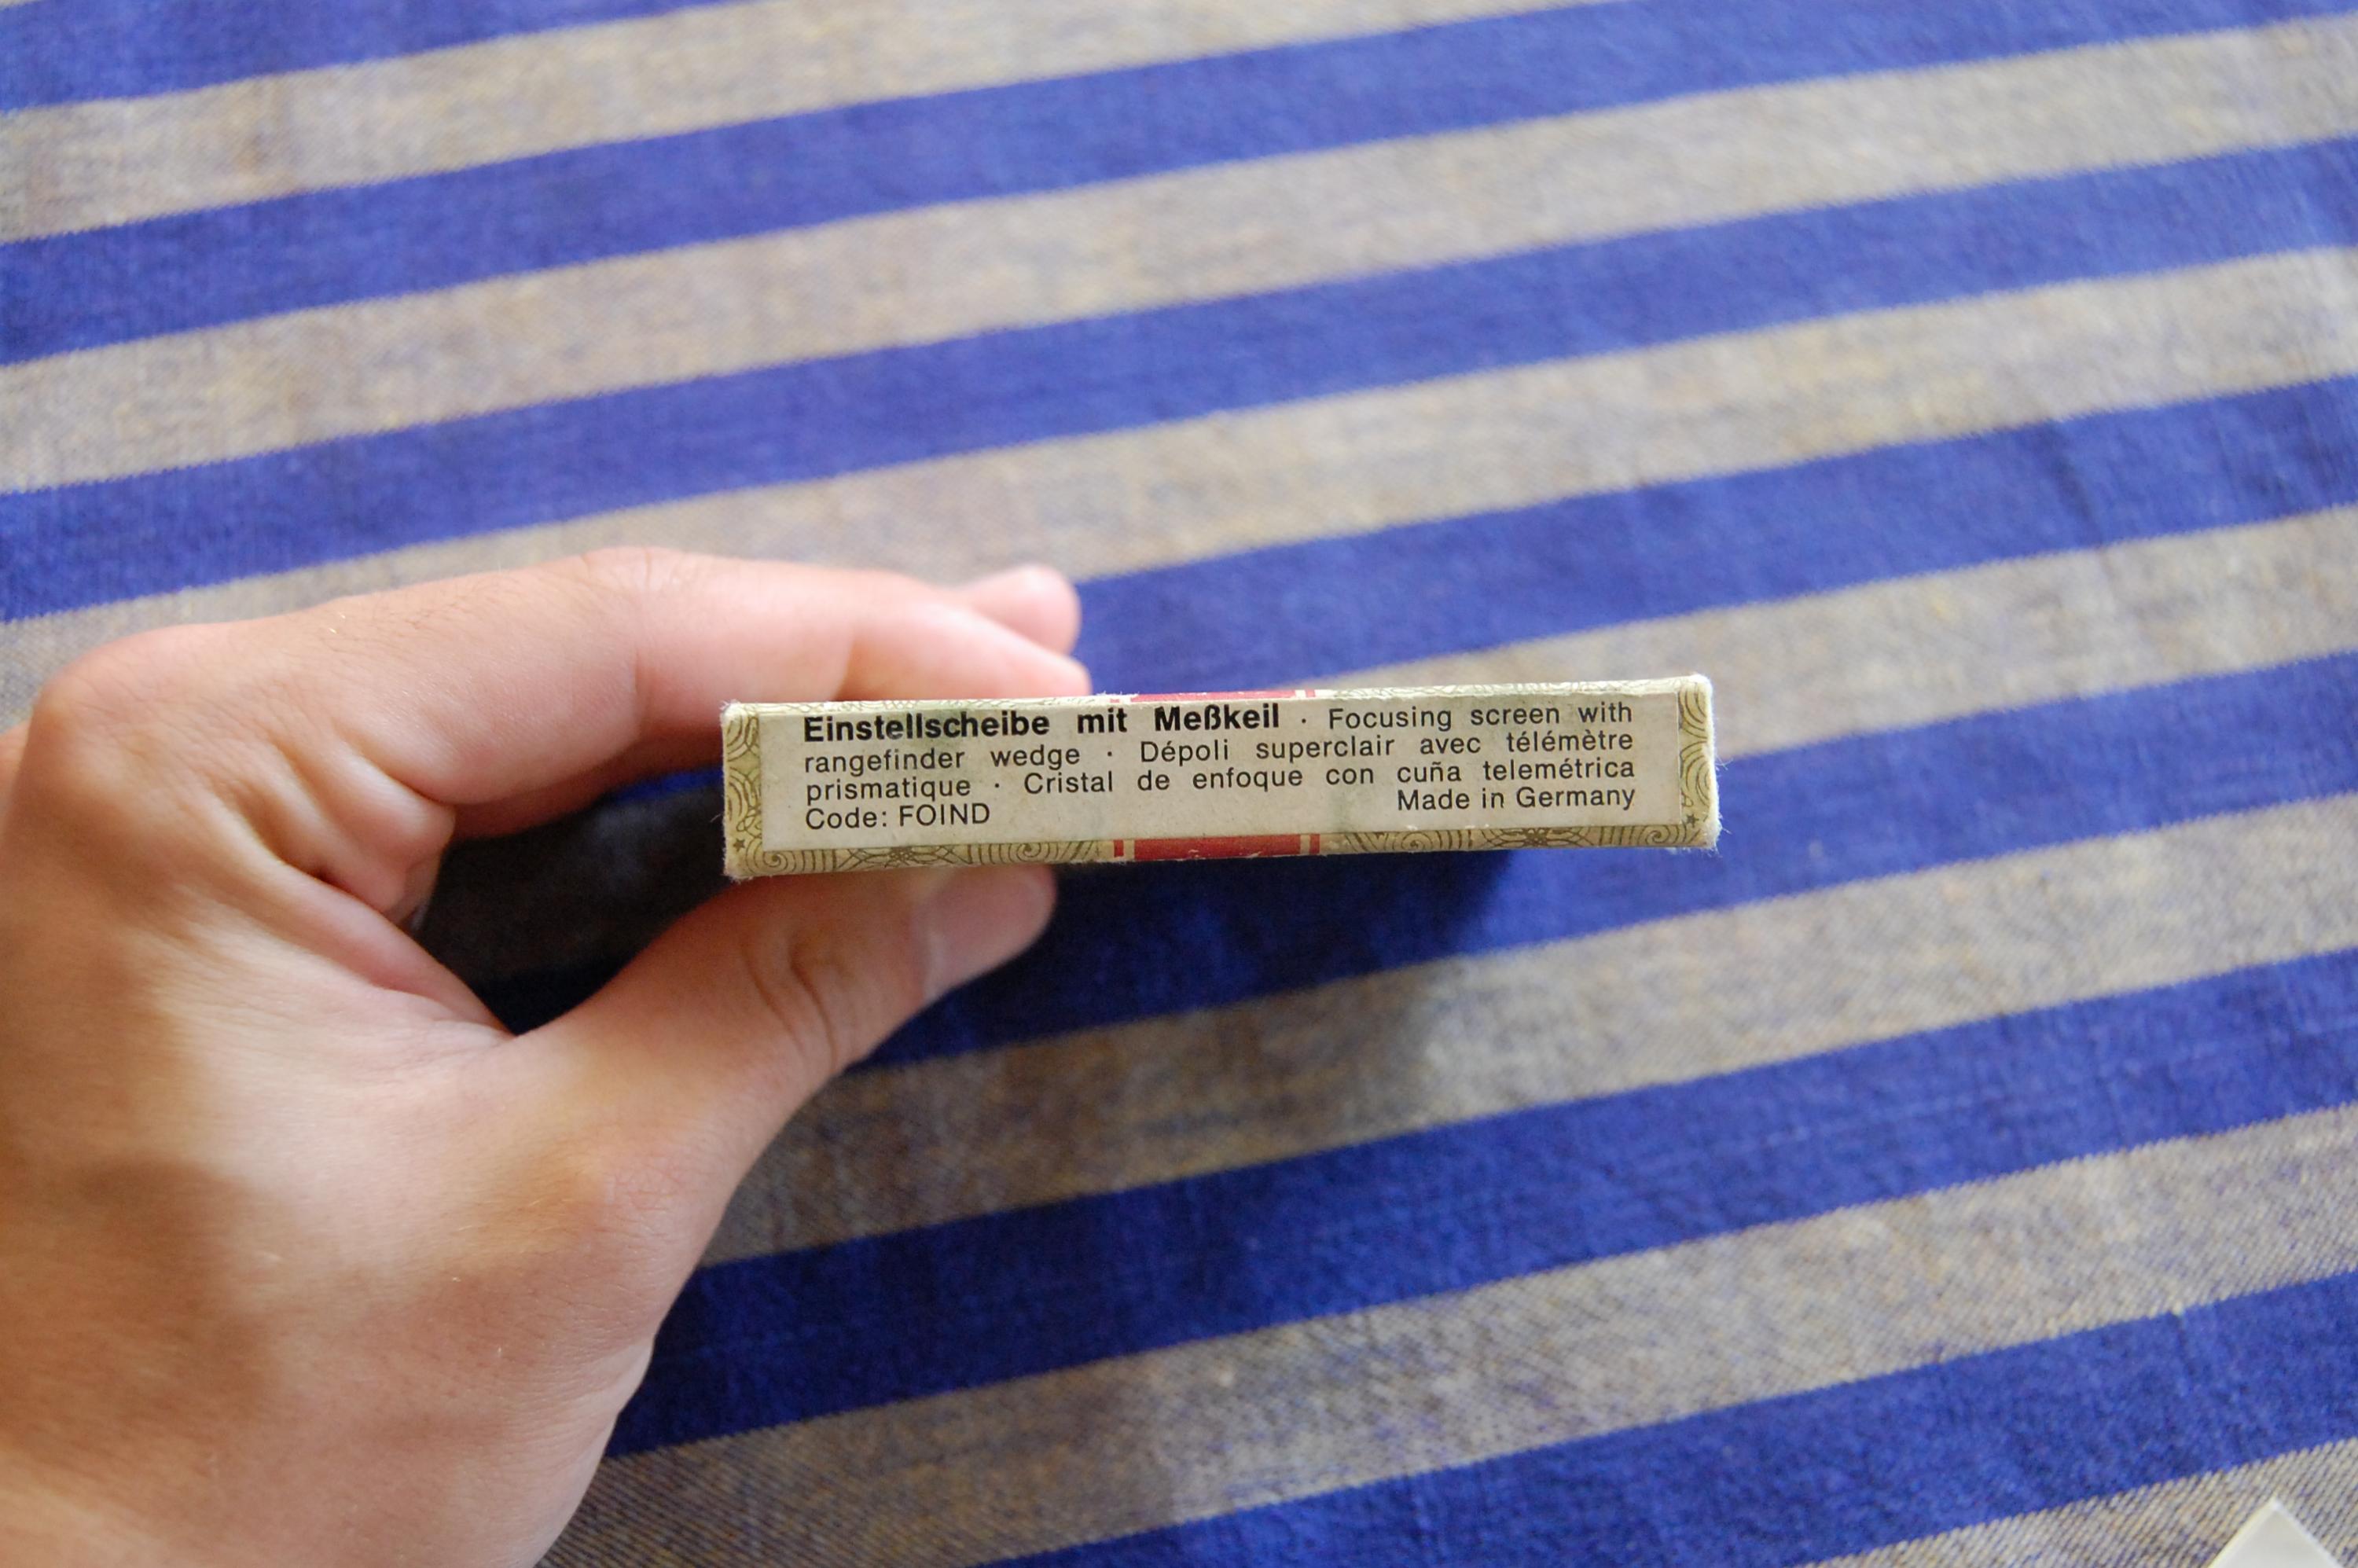 Einstellscheibe mit Meßkeil · Focusing screen with
rangefinder wedge · Dépoli superclair avec télémètre
prismatique · Cristal de enfoque con cuña telemétrica
Code: FOIND Made in Germany